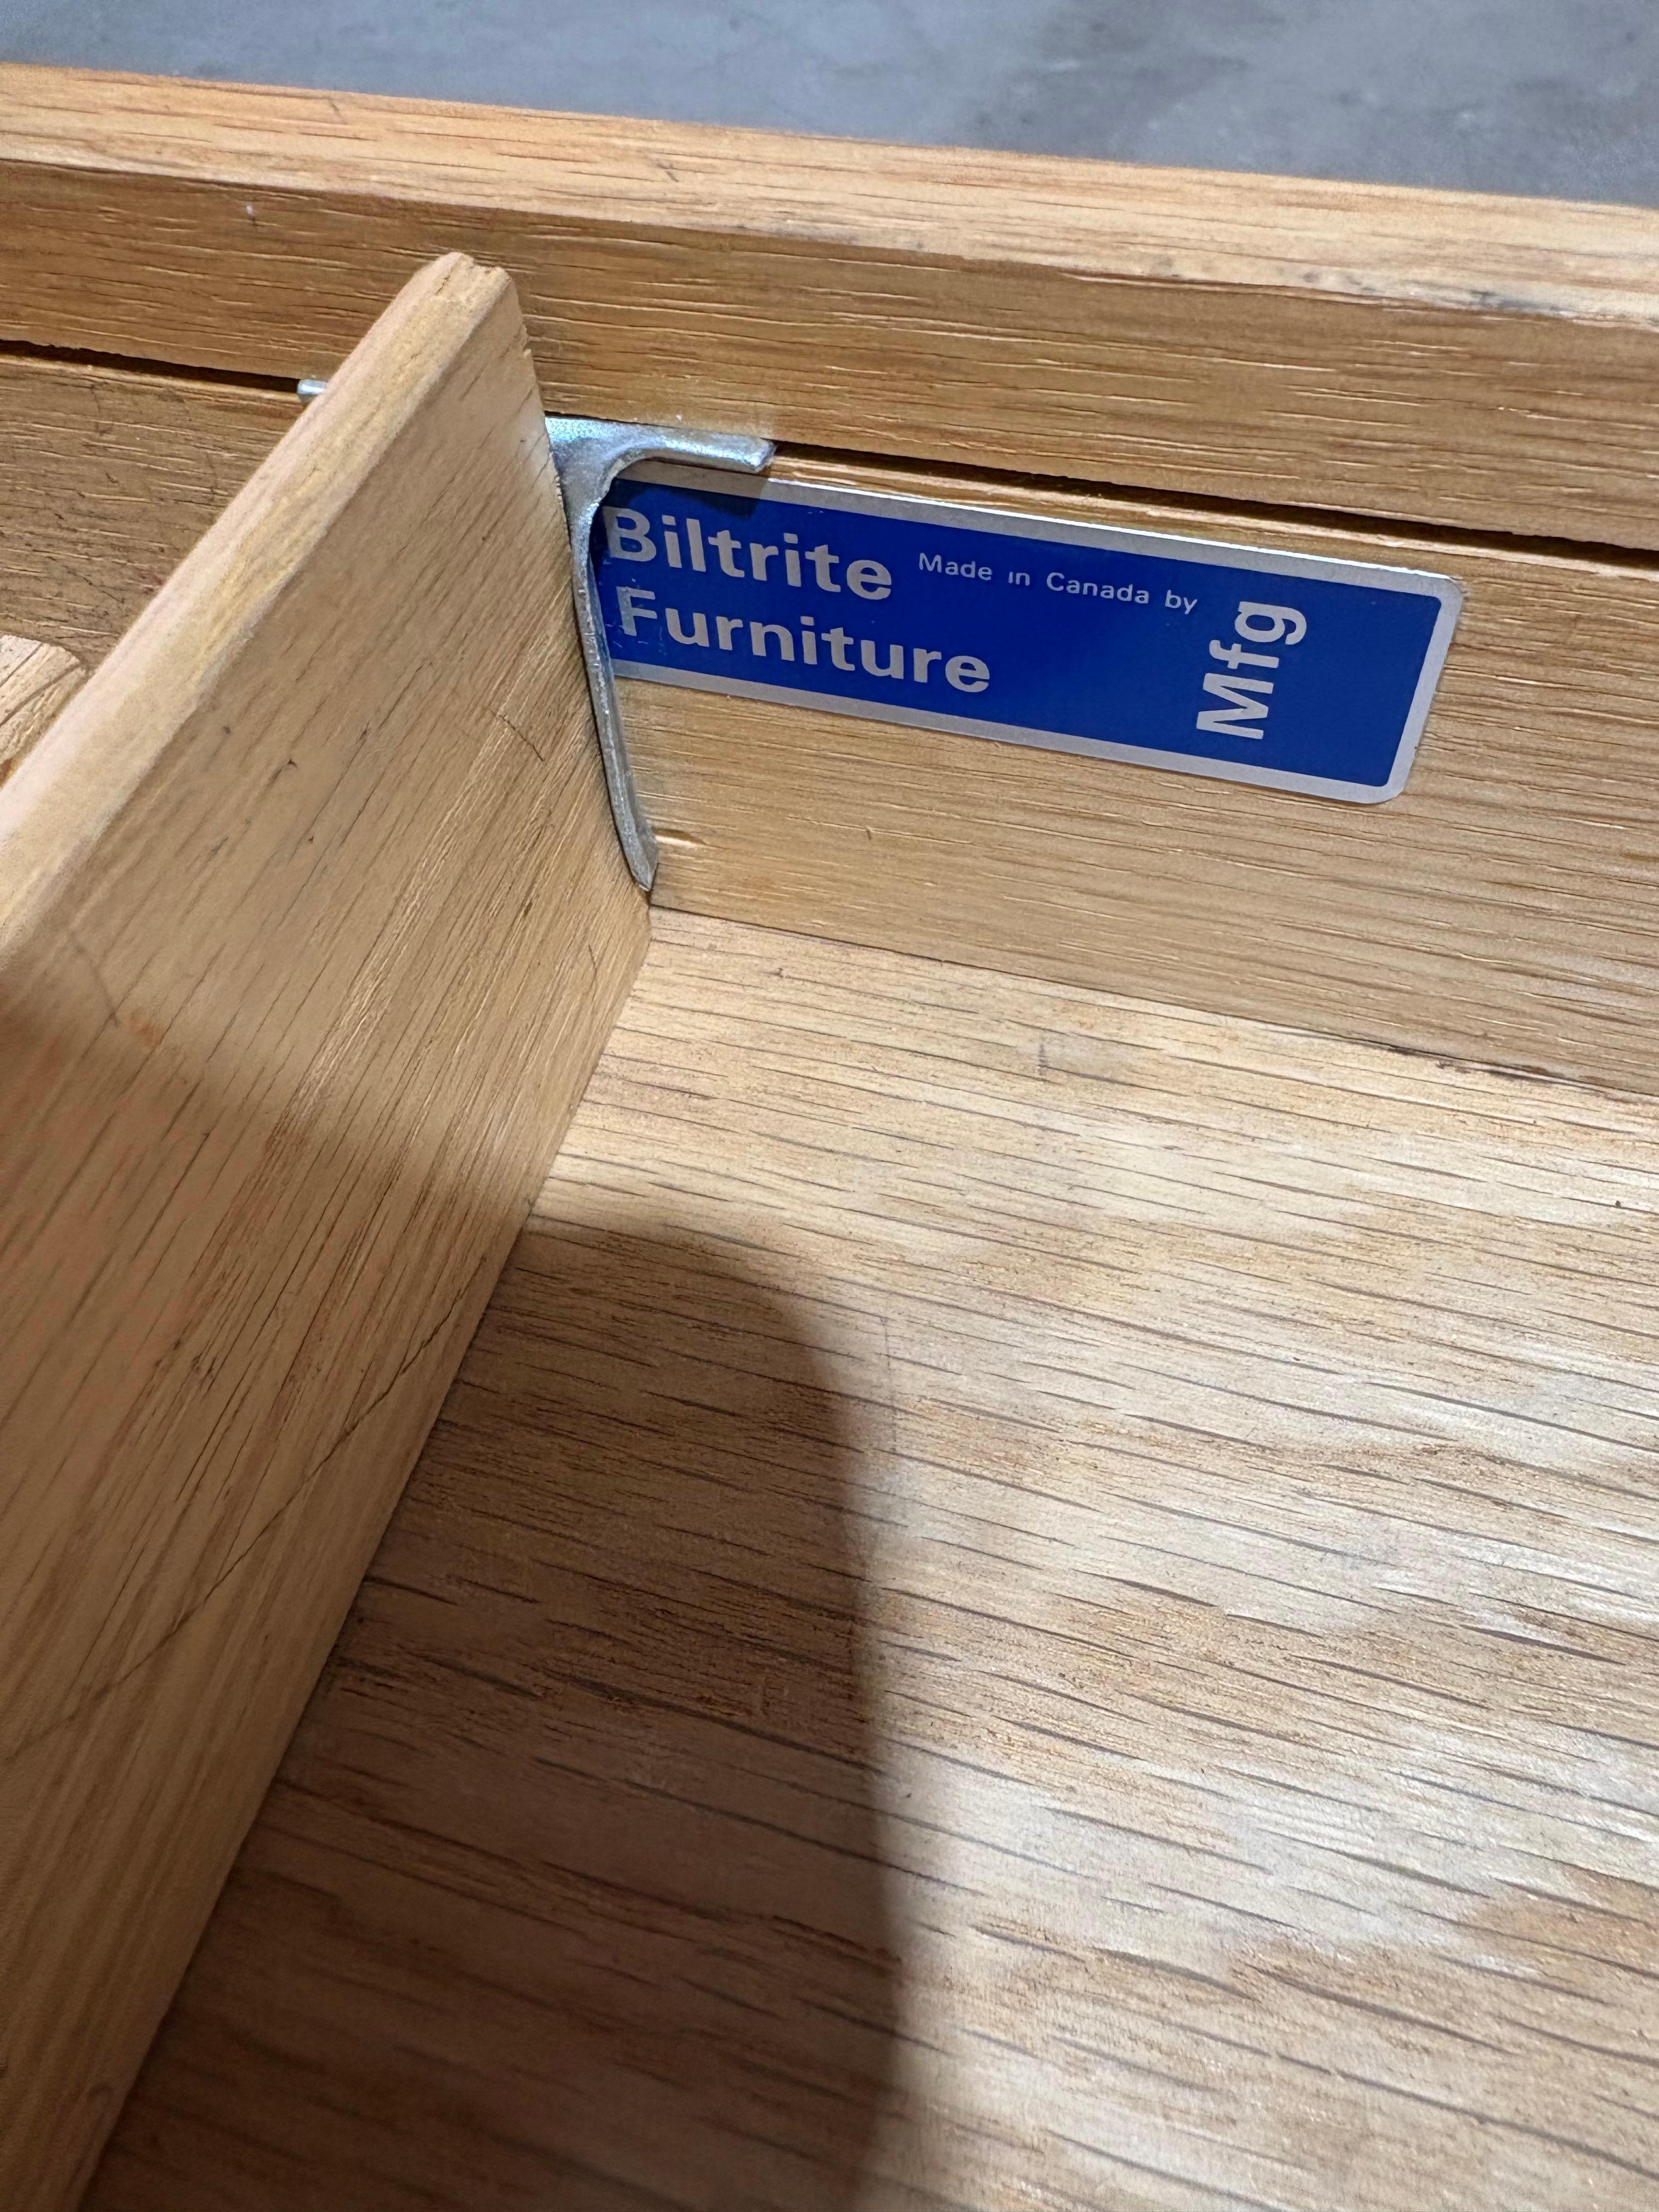 Biltrite
Made in Canada by
Furniture
Mfg